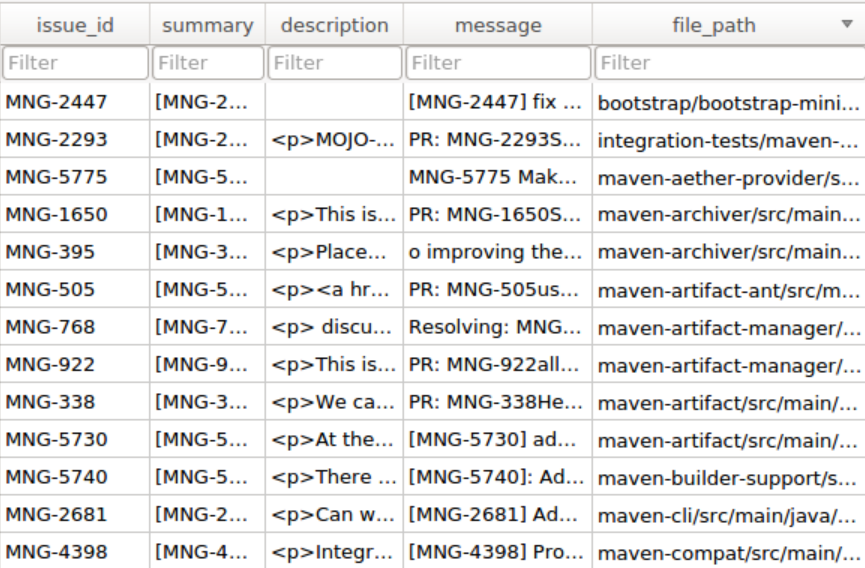 issue_id summary description message file_path
Filter Filter Filter Filter Filter
MNG-2447 [MNG-2... [MNG-2447] fix ... bootstrap/bootstrap-mini...
MNG-2293 [MNG-2... <p>MOJO-... PR: MNG-2293S... integration-tests/maven-...
MNG-5775 [MNG-5... MNG-5775 Mak... maven-aether-provider/s...
MNG-1650 [MNG-1... <p>This is... PR: MNG-1650S... maven-archiver/src/main...
MNG-395 [MNG-3... <p>Place... o improving the... maven-archiver/src/main...
MNG-505 [MNG-5... <p><a hr... PR: MNG-505us... maven-artifact-ant/src/m...
MNG-768 [MNG-7... <p> discu... Resolving: MNG... maven-artifact-manager/...
MNG-922 [MNG-9... <p>This is... PR: MNG-922all... maven-artifact-manager/...
MNG-338 [MNG-3... <p>We ca... PR: MNG-338He... maven-artifact/src/main/...
MNG-5730 [MNG-5... <p>At the... [MNG-5730] ad... maven-artifact/src/main/...
MNG-5740 [MNG-5... <p>There ... [MNG-5740]: Ad... maven-builder-support/s...
MNG-2681 [MNG-2... <p>Can w... [MNG-2681] Ad... maven-cli/src/main/java/...
MNG-4398 [MNG-4... <p>Integr... [MNG-4398] Pro... maven-compat/src/main/...